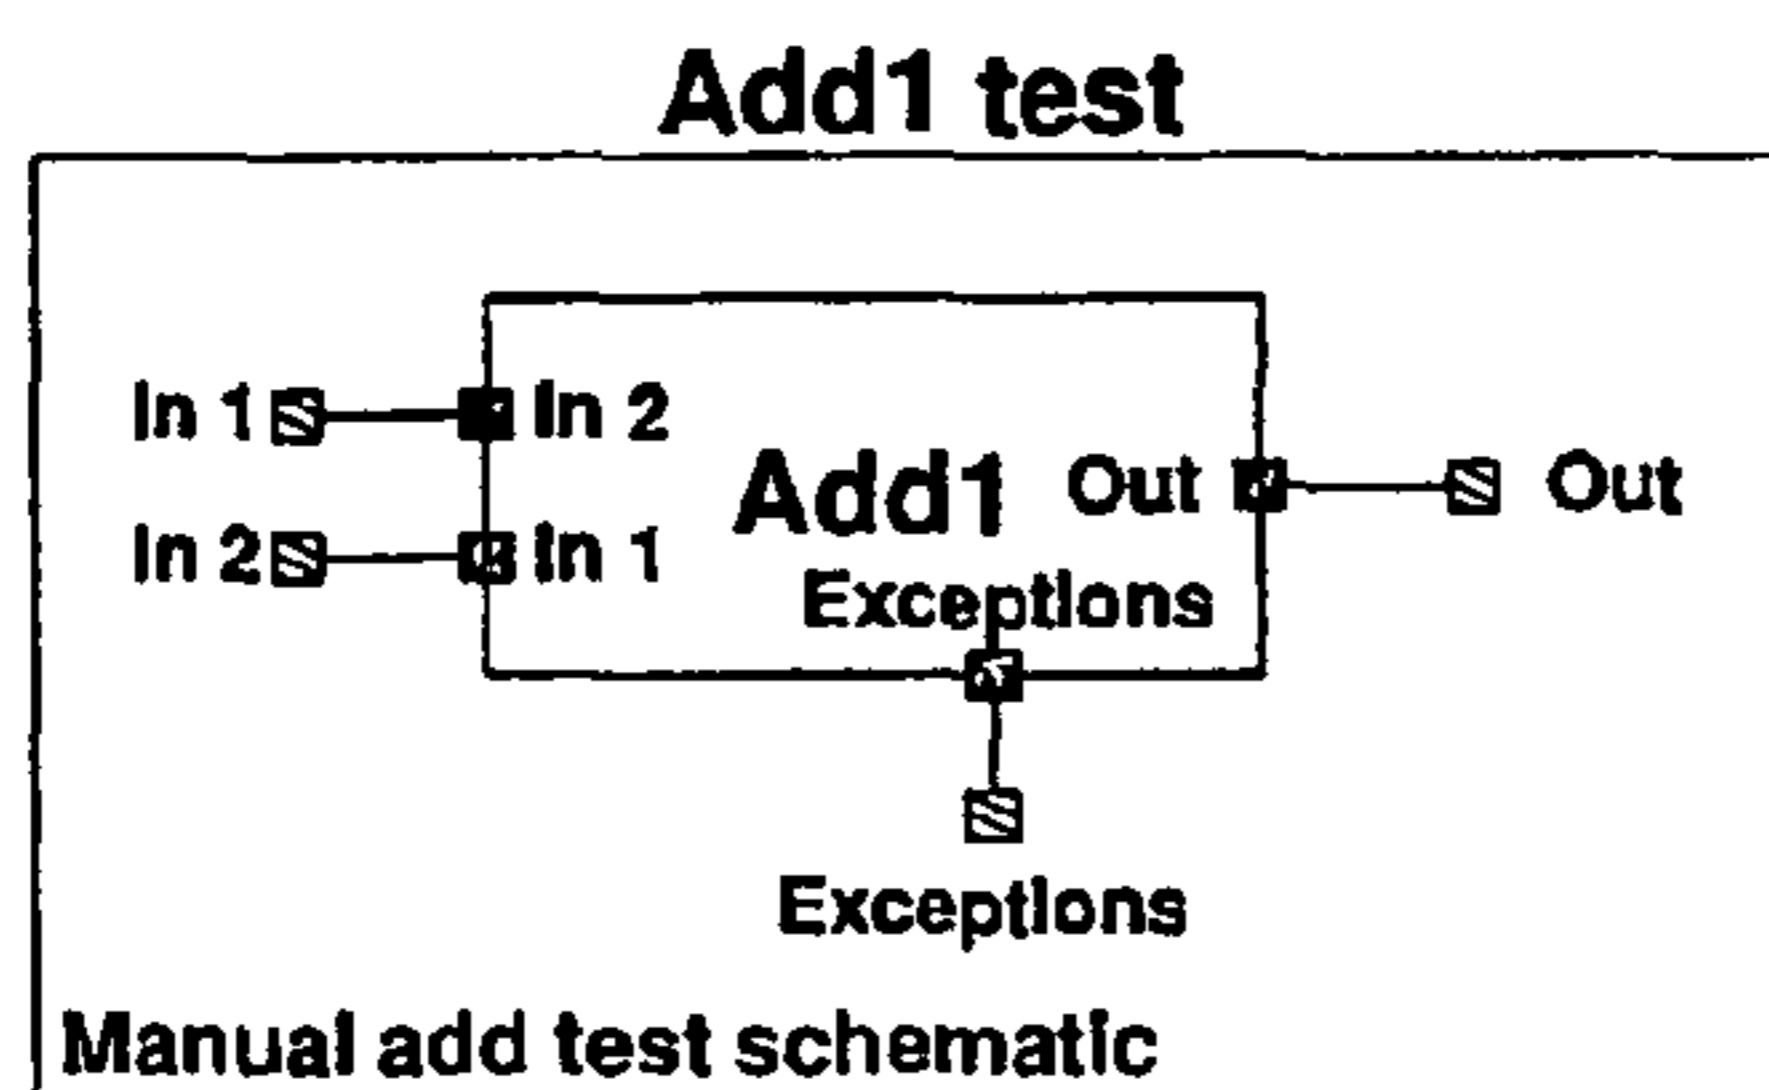 Add1 test
In 1 In 2
Add1 Out Out
In 2 In 1
Exceptions
Exceptions
Manual add test schematic